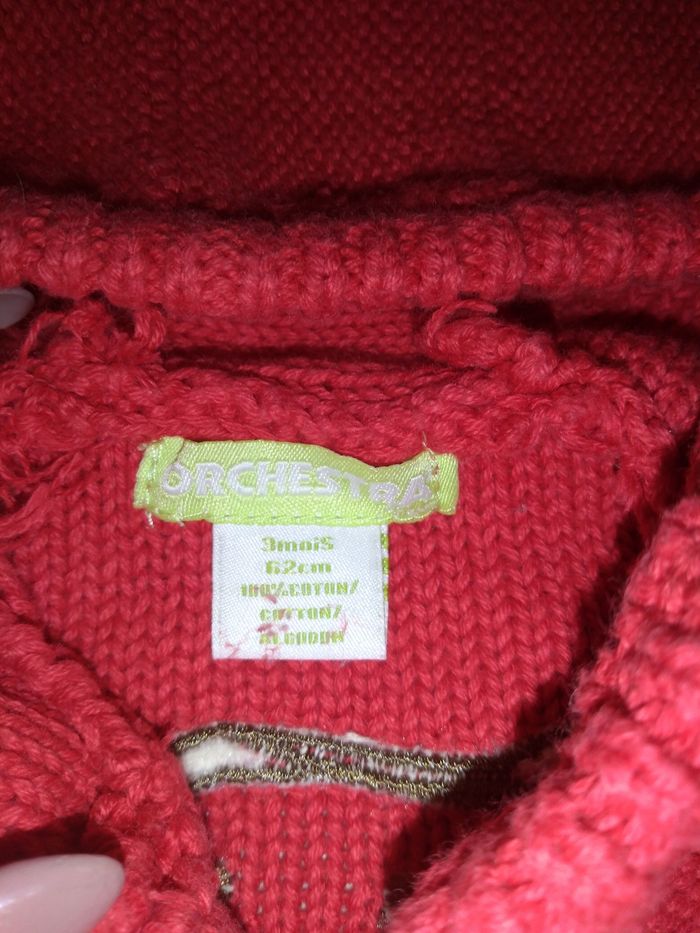 ORCHESTRA
3moiS
62cm
100%COTON/
COTTON/
ALGODON